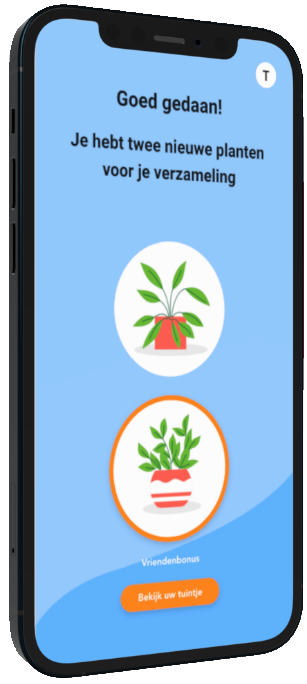 T
Goed gedaan!
Je hebt twee nieuwe planten
voor je verzameling
Vriendenbonus
Bekijk uw tuintje